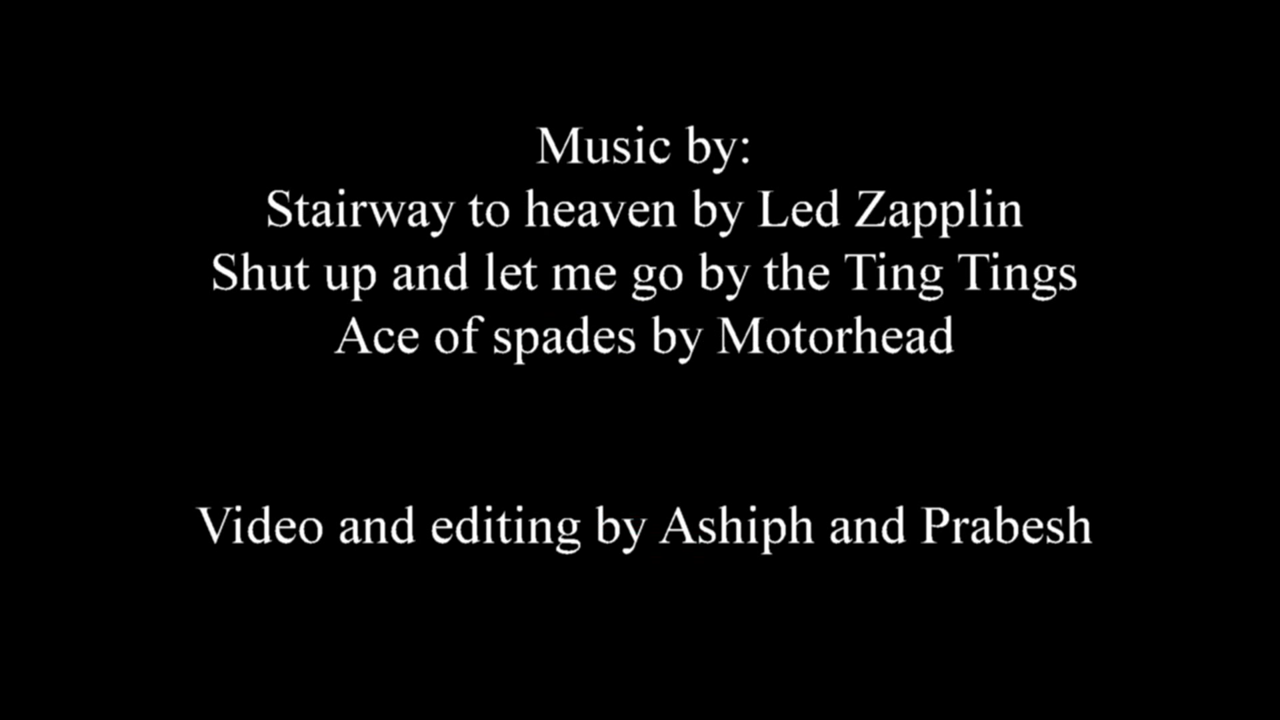 Music by:
Stairway to heaven by Led Zapplin
Shut up and let me go by the Ting Tings
Ace of spades by Motorhead
Video and editing by Ashiph and Prabesh